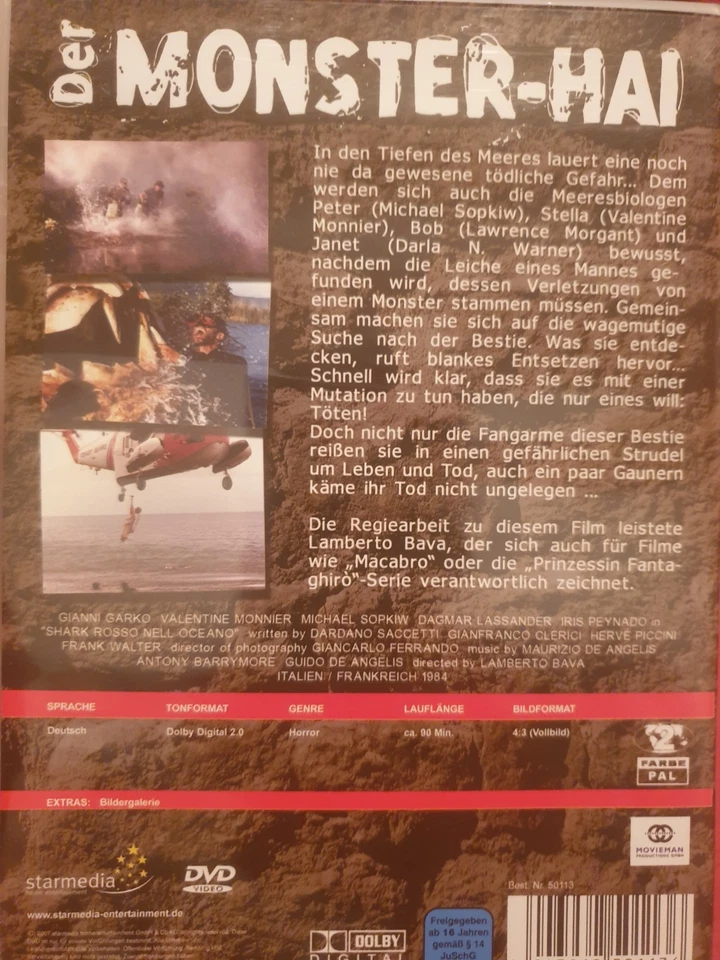 Der MONSTER-HAI
In den Tiefen des Meeres lauert eine noch
nie da gewesene tödliche Gefahr... Dem
werden sich auch die Meeresbiologen
Peter (Michael Sopkiw), Stella (Valentine
Monnier), Bob (Lawrence Morgant) und
Janet (Darla N. Warner) bewusst,
nachdem die Leiche eines Mannes ge-
funden wird, dessen Verletzungen von
einem Monster stammen müssen. Gemein-
sam machen sie sich auf die wagemutige
Suche nach der Bestie. Was sie entde-
cken, ruft blankes Entsetzen hervor...
Schnell wird klar, dass sie es mit einer
Mutation zu tun haben, die nur eines will:
Töten!
Doch nicht nur die Fangarme dieser Bestie
reißen sie in einen gefährlichen Strudel
um Leben und Tod, auch ein paar Gaunern
käme ihr Tod nicht ungelegen ...
Die Regiearbeit zu diesem Film leistete
Lamberto Bava, der sich auch für Filme
wie „Macabro" oder die „Prinzessin Fanta-
ghirò"-Serie verantwortlich zeichnet.
GIANNI GARKO VALENTINE MONNIER MICHAEL SOPKIW DAGMAR LASSANDER IRIS PEYNADO in
"SHARK ROSSO NELL OCEANO" written by DARDANO SACCETTI GIANFRANCO CLERICI HERVÉ PICCINI
FRANK WALTER director of photography GIANCARLO FERRANDO music by MAURIZIO DE ANGELIS
ANTONY BARRYMORE GUIDO DE ANGELIS directed by LAMBERTO BAVA
ITALIEN / FRANKREICH 1984
SPRACHE TONFORMAT GENRE LAUFLÄNGE BILDFORMAT
Deutsch Dolby Digital 2.0 Horror ca. 90 Min. 4:3 (Vollbild)
2
FARBE
PAL
EXTRAS: Bildergalerie
MOVIEMAN
PRODUCTIONS GMBH
starmedia
DVD
VIDEO
Best. Nr. 50113
www.starmedia-entertainment.de
DOLBY
DIGITAL
Freigegeben
ab 16 Jahren
gemäß § 14
JuSchG